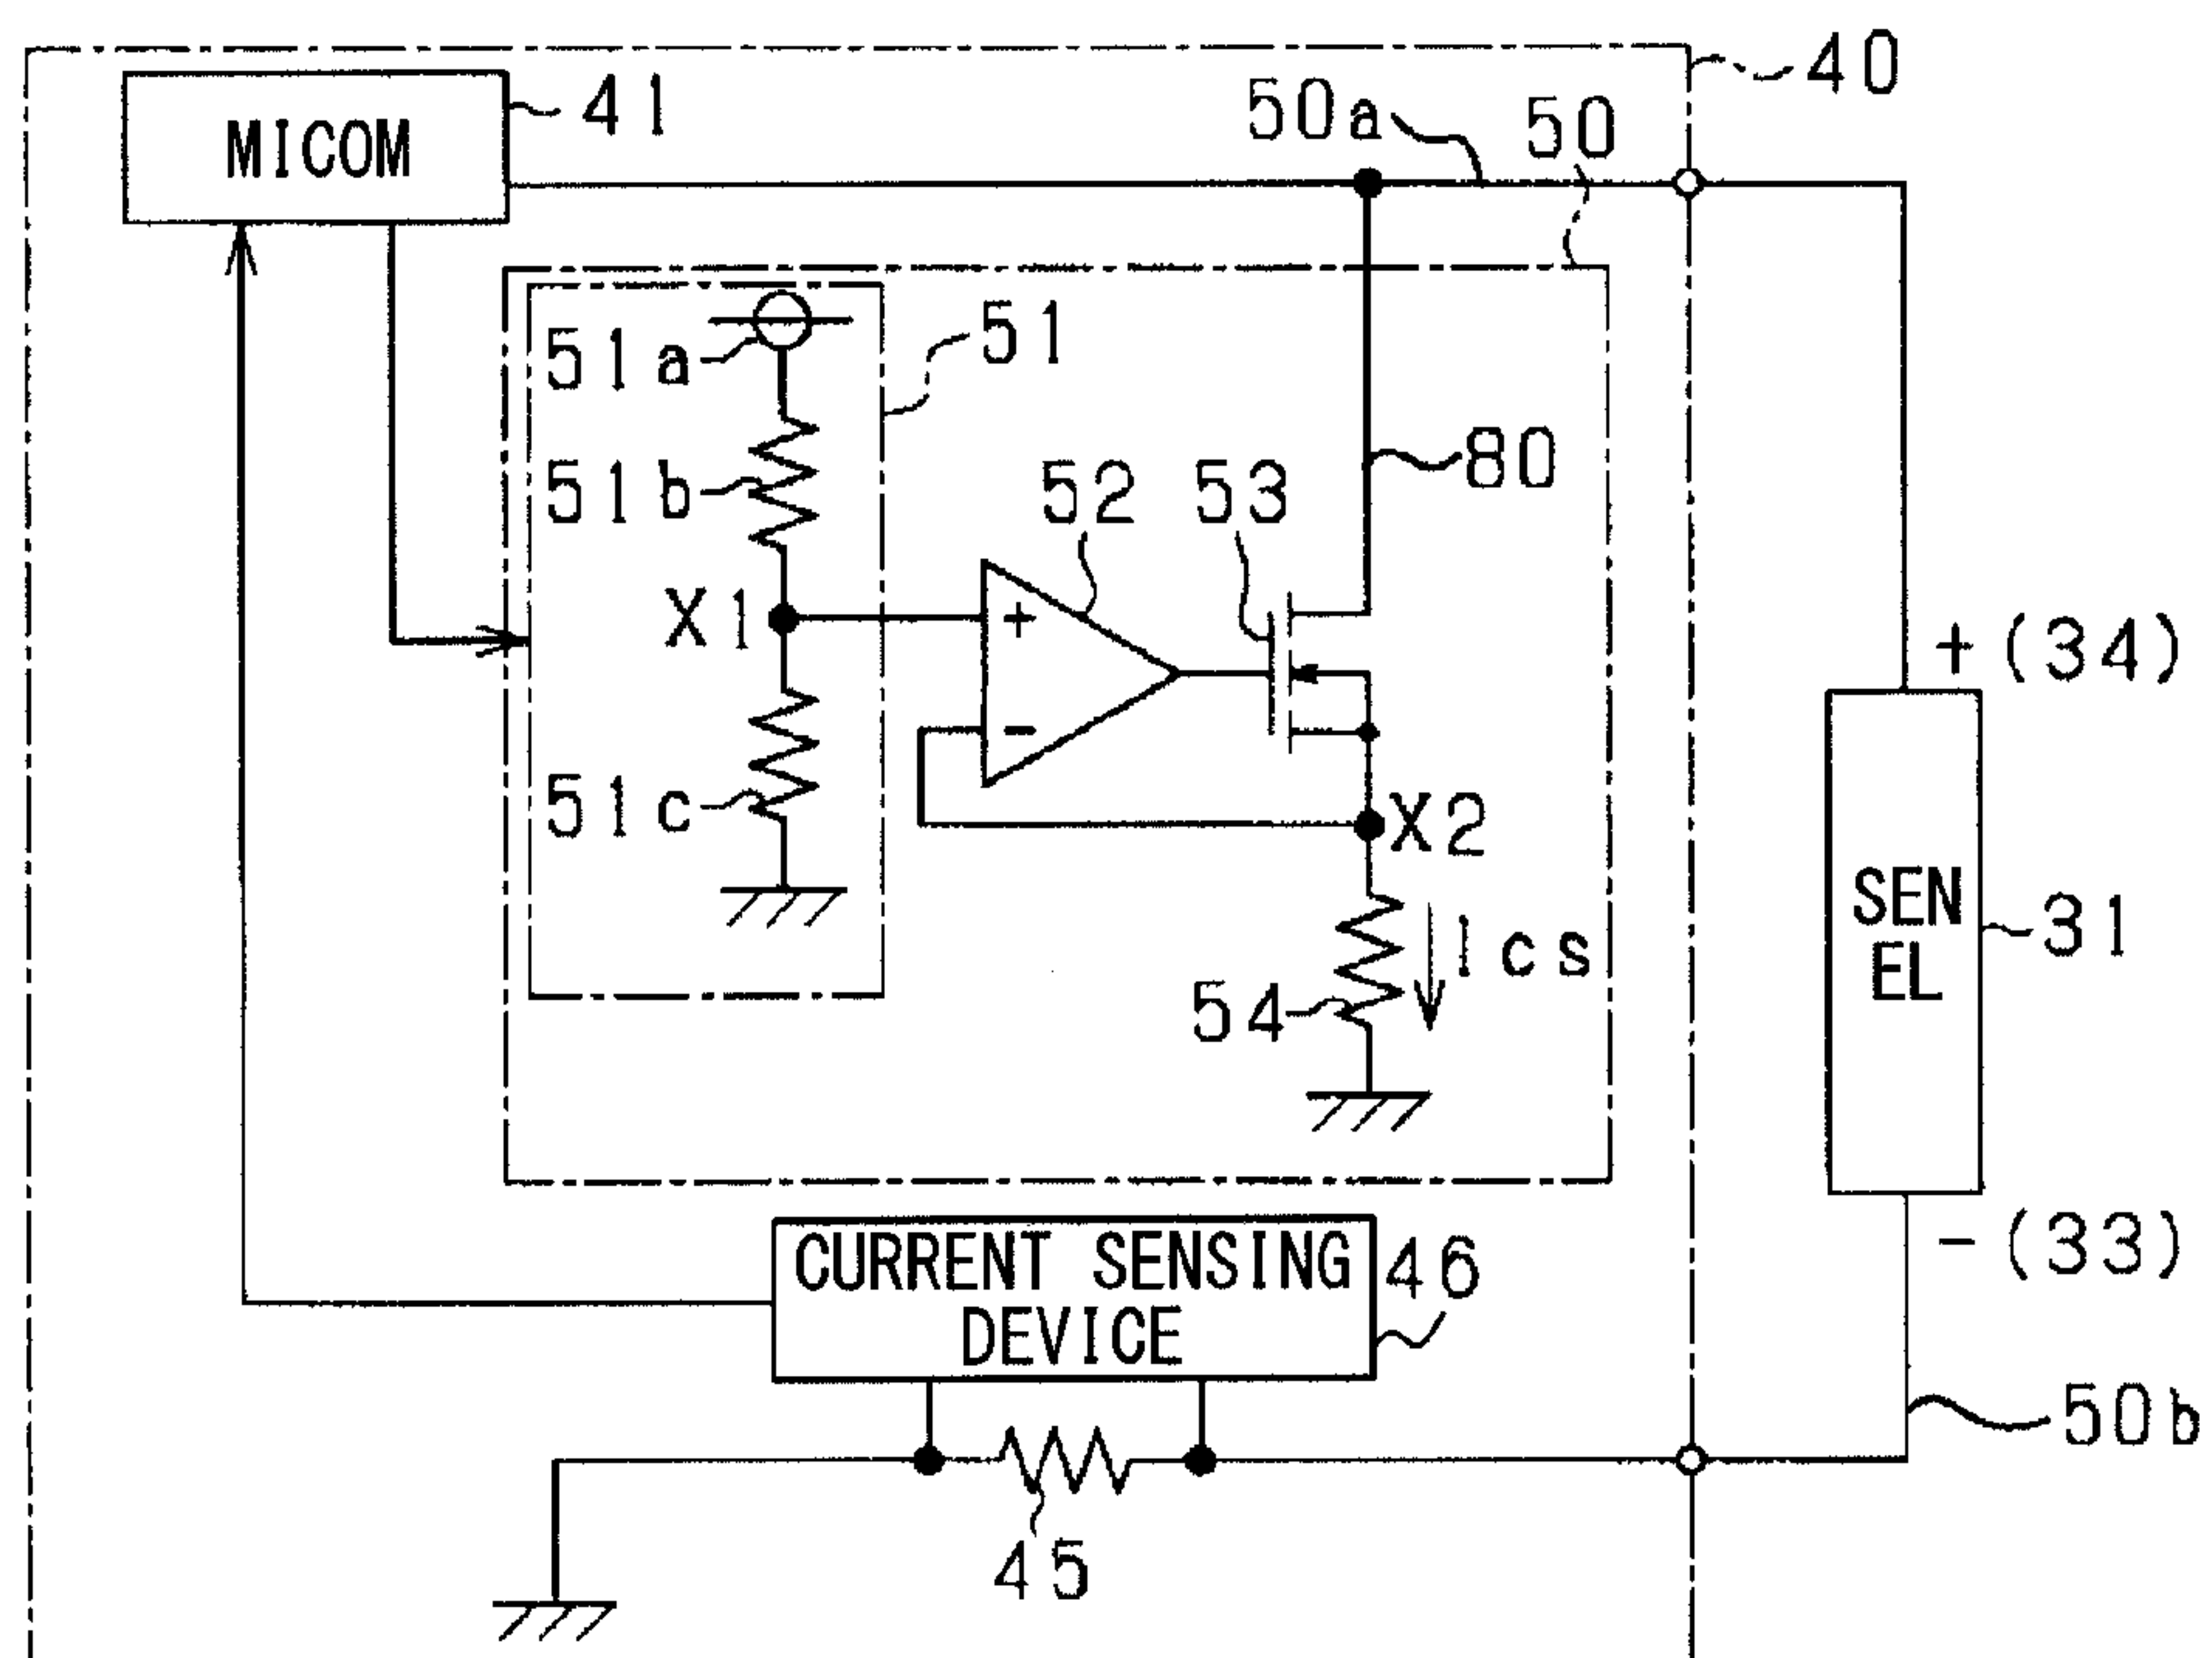 40
41
MICOM
50a
50
51a
51
51b
52
53
80
X1
+
+(34)
-
51c
X2
SEN
EL
31
Ics
54
-(33)
CURRENT SENSING
DEVICE
46
50b
45